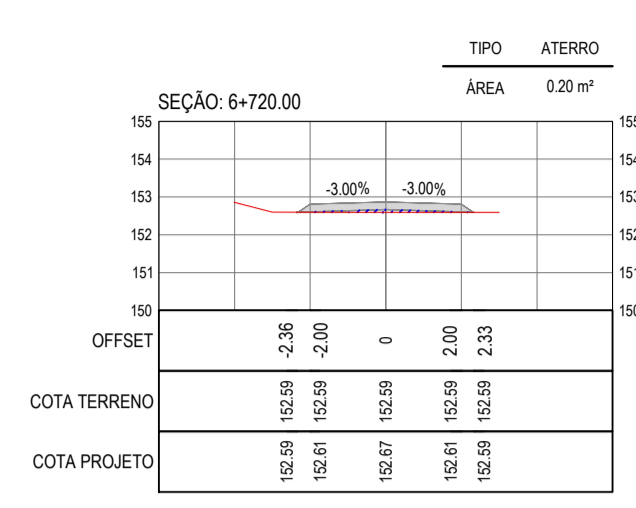 TIPO ATERRO
ÁREA 0.20 m²
SEÇÃO: 6+720.00
155 155
154 154
-3.00% -3.00%
153 153
152 152
151 151
150 150
OFFSET -2.36 -2.00 0 2.00 2.33
COTA TERRENO 152.59 152.59 152.59 152.59 152.59
COTA PROJETO 152.59 152.61 152.67 152.61 152.59